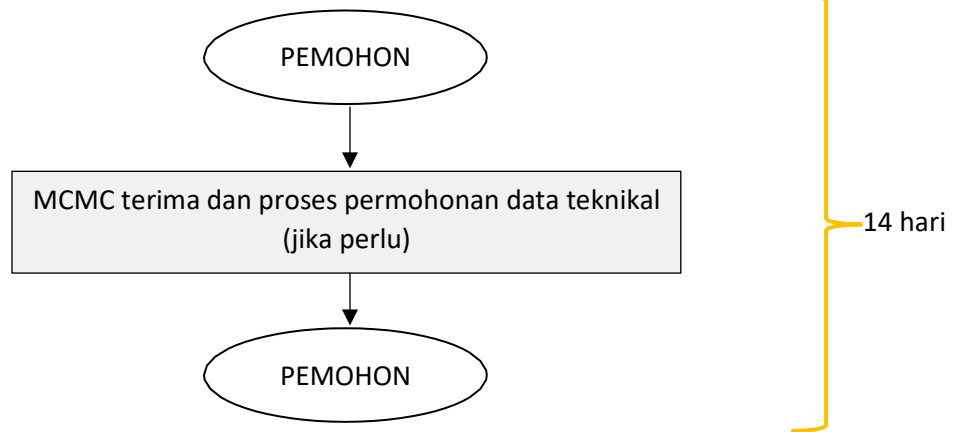 PEMOHON
MCMC terima dan proses permohonan data teknikal
(jika perlu)
14 hari
PEMOHON